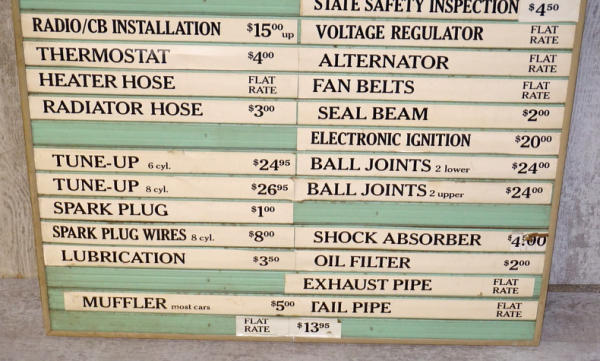 STATE SAFETY INSPECTION $4.50
RADIO/CB INSTALLATION $15.00 up
THERMOSTAT $4.00
HEATER HOSE FLAT RATE
RADIATOR HOSE $3.00
TUNE-UP 6 cyl. $24.95
TUNE-UP 8 cyl. $26.95
SPARK PLUG $1.00
SPARK PLUG WIRES 8 cyl. $8.00
LUBRICATION $3.50
MUFFLER most cars $5.00
VOLTAGE REGULATOR FLAT RATE
ALTERNATOR FLAT RATE
FAN BELTS FLAT RATE
SEAL BEAM $2.00
ELECTRONIC IGNITION $20.00
BALL JOINTS 2 lower $24.00
BALL JOINTS 2 upper $24.00
SHOCK ABSORBER $4.00
OIL FILTER $2.00
EXHAUST PIPE FLAT RATE
TAIL PIPE FLAT RATE
FLAT RATE $13.95